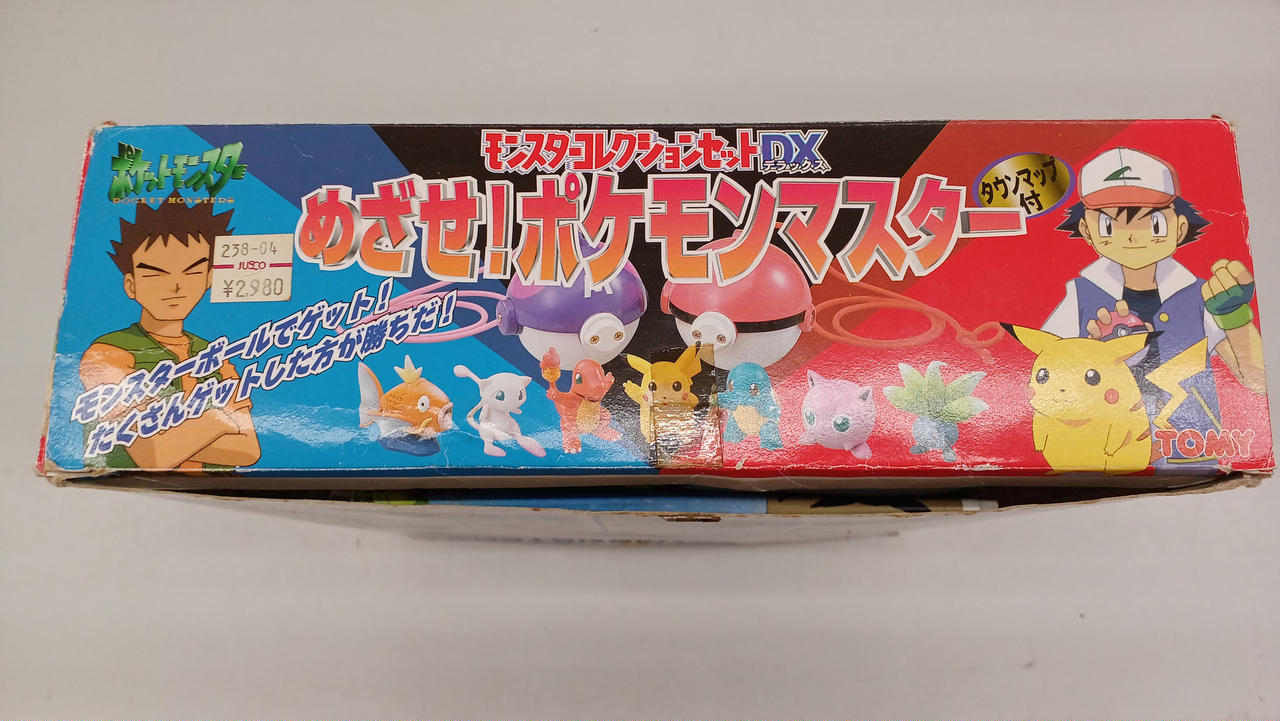 モンスターコレクションセットDX
デラックス
ポケットモンスター
POCKET MONSTERS
めざせ!ポケモンマスター
タウンマップ
付
238-04
JUSCO
¥2,980
モンスターボールでゲット!
たくさんゲットした方が勝ちだ!
TOMY